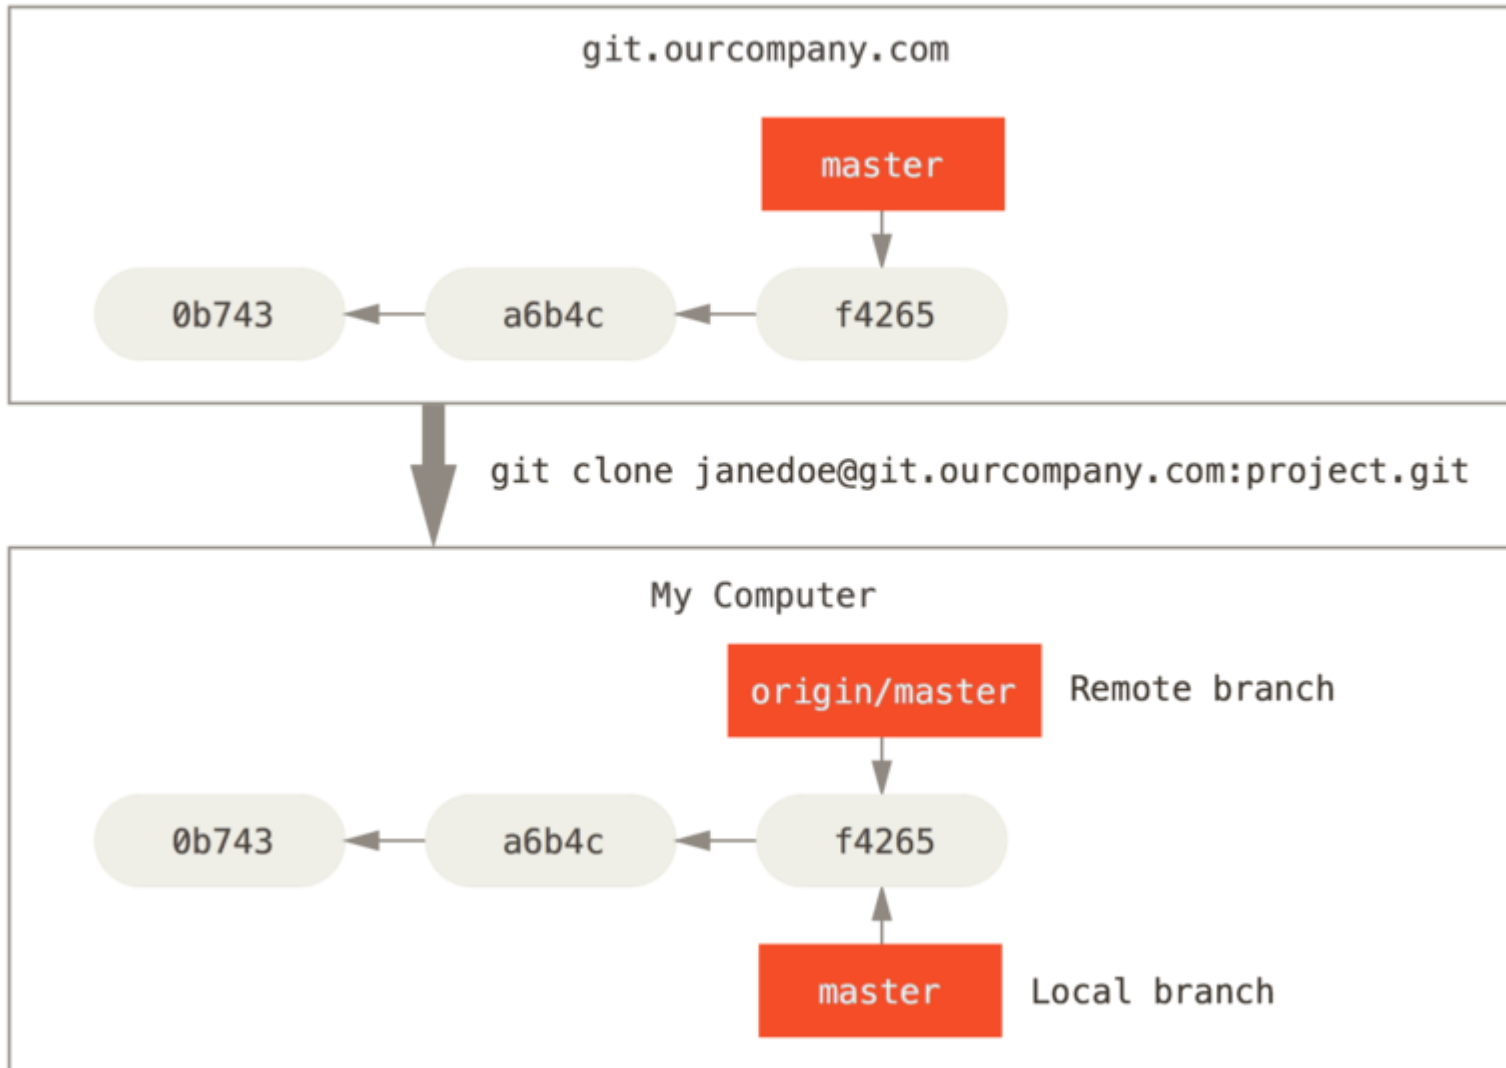 git.ourcompany.com
master
0b743 a6b4c f4265
git clone janedoe@git.ourcompany.com:project.git
My Computer
origin/master Remote branch
0b743 a6b4c f4265
master Local branch